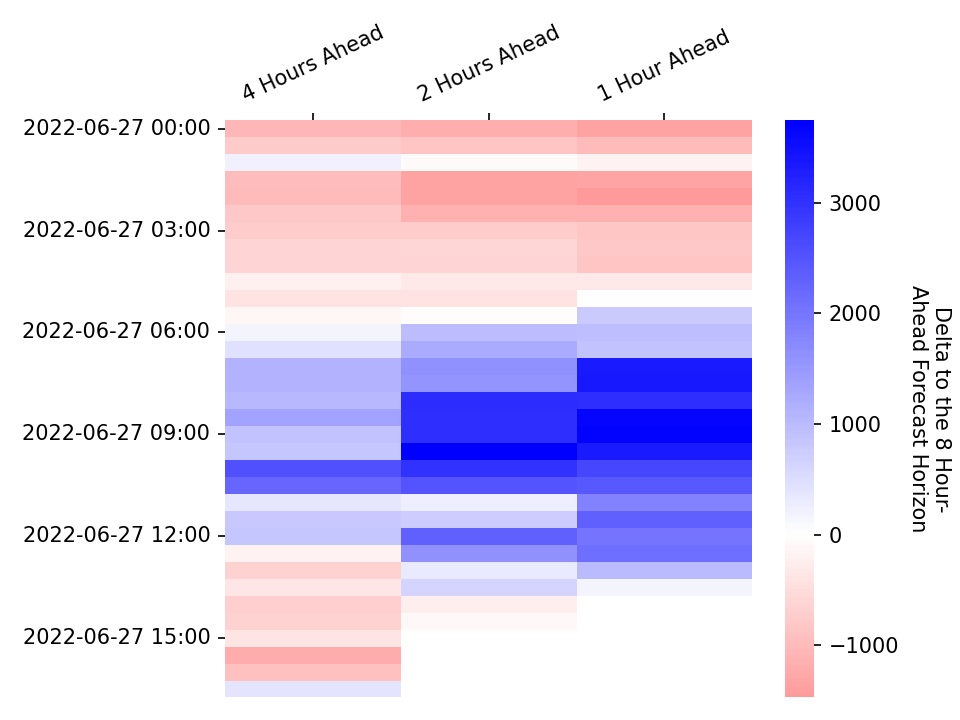 4 Hours Ahead
2 Hours Ahead
1 Hour Ahead
2022-06-27 00:00
2022-06-27 03:00
2022-06-27 06:00
2022-06-27 09:00
2022-06-27 12:00
2022-06-27 15:00
3000
2000
1000
0
−1000
Delta to the 8 Hour-
Ahead Forecast Horizon